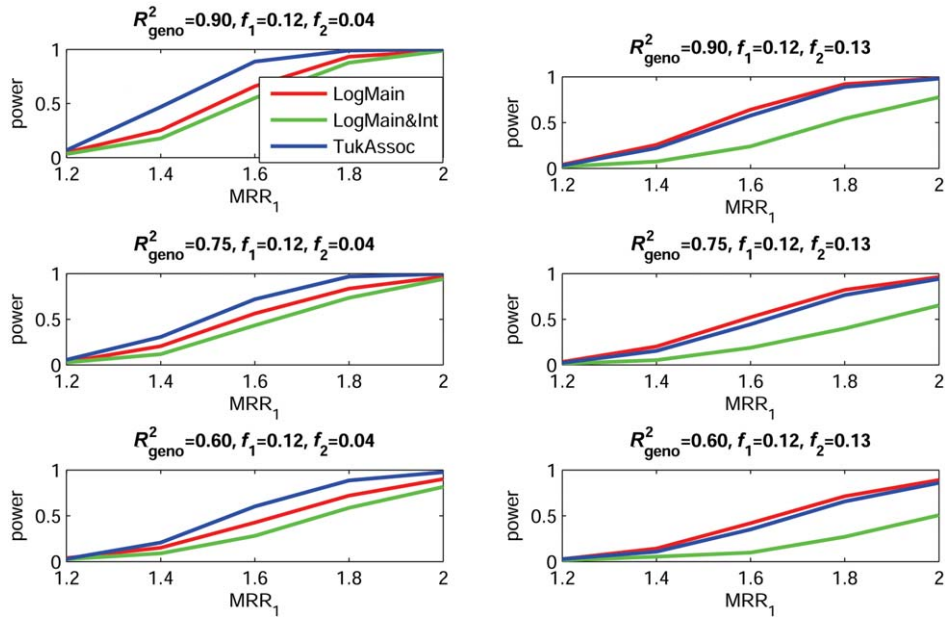 R²geno=0.90, f₁=0.12, f₂=0.04
power
1
0.5
0
LogMain
LogMain&Int
TukAssoc
1.2 1.4 1.6 1.8 2
MRR₁
R²geno=0.90, f₁=0.12, f₂=0.13
power
1
0.5
0
1.2 1.4 1.6 1.8 2
MRR₁
R²geno=0.75, f₁=0.12, f₂=0.04
power
1
0.5
0
1.2 1.4 1.6 1.8 2
MRR₁
R²geno=0.75, f₁=0.12, f₂=0.13
power
1
0.5
0
1.2 1.4 1.6 1.8 2
MRR₁
R²geno=0.60, f₁=0.12, f₂=0.04
power
1
0.5
0
1.2 1.4 1.6 1.8 2
MRR₁
R²geno=0.60, f₁=0.12, f₂=0.13
power
1
0.5
0
1.2 1.4 1.6 1.8 2
MRR₁